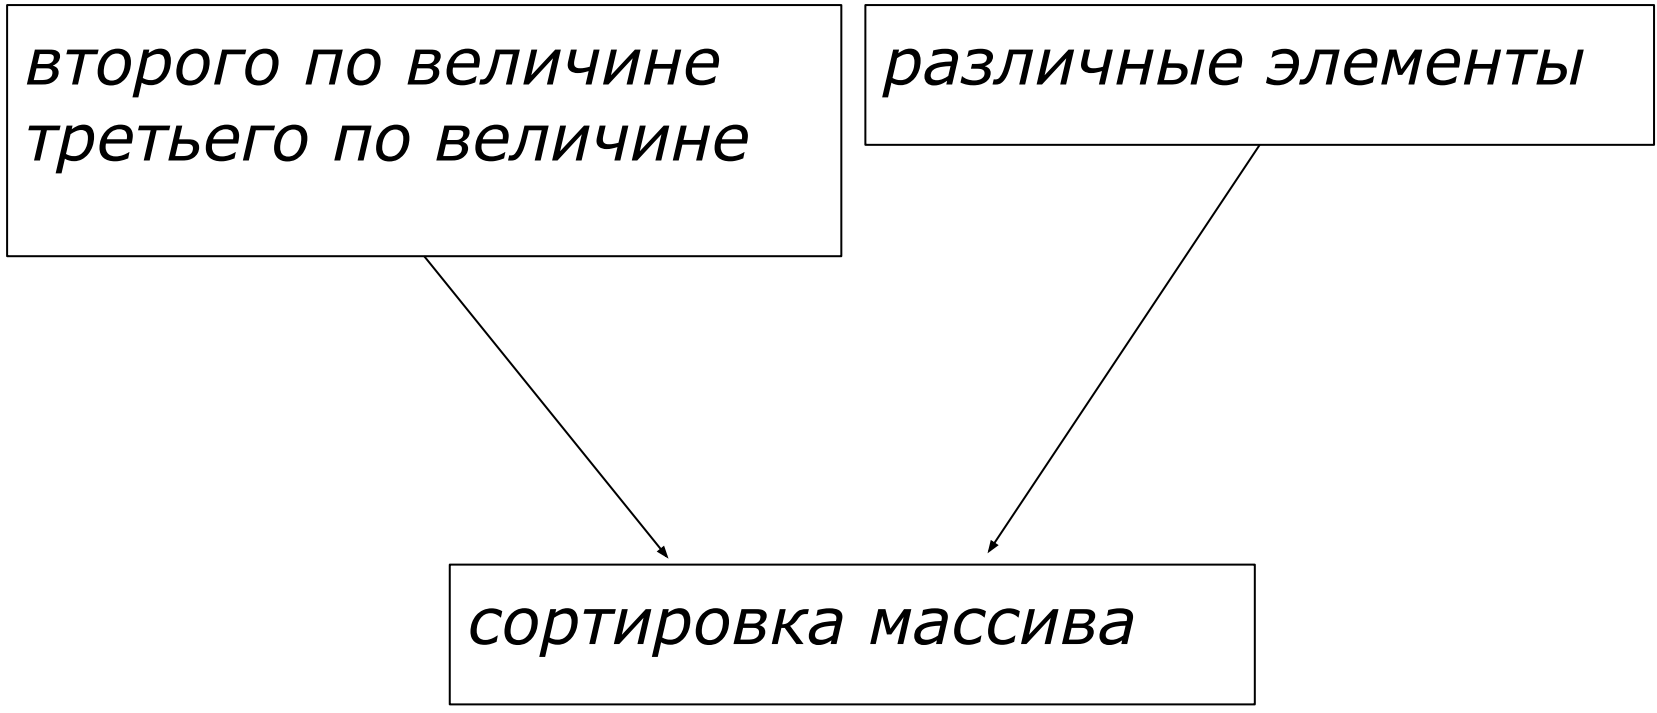 второго по величине
третьего по величине
различные элементы
сортировка массива